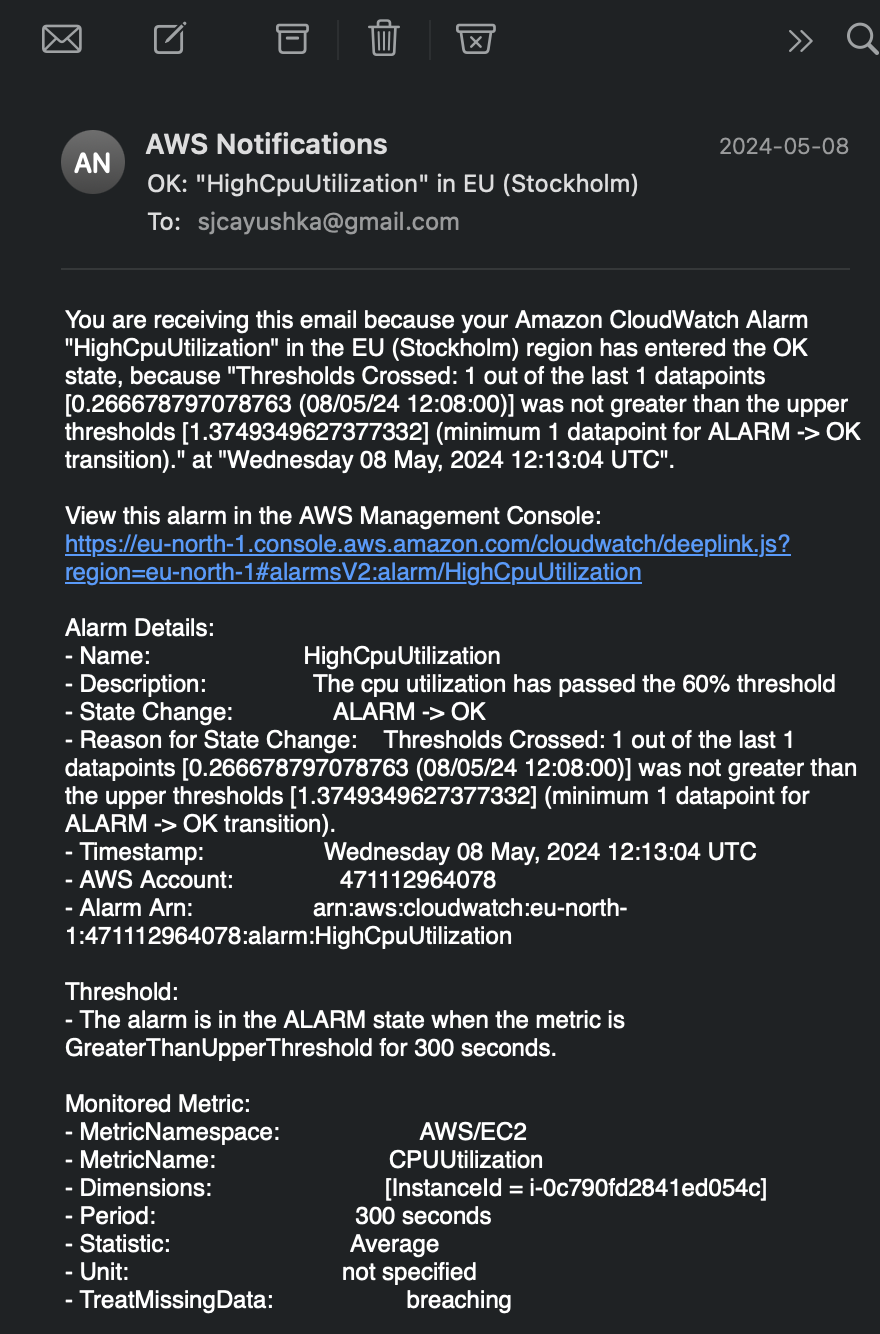 AN
AWS Notifications
2024-05-08
OK: "HighCpuUtilization" in EU (Stockholm)
To: sjcayushka@gmail.com
You are receiving this email because your Amazon CloudWatch Alarm
"HighCpuUtilization" in the EU (Stockholm) region has entered the OK
state, because "Thresholds Crossed: 1 out of the last 1 datapoints
[0.266678797078763 (08/05/24 12:08:00)] was not greater than the upper
thresholds [1.3749349627377332] (minimum 1 datapoint for ALARM -> OK
transition)." at "Wednesday 08 May, 2024 12:13:04 UTC".
View this alarm in the AWS Management Console:
https://eu-north-1.console.aws.amazon.com/cloudwatch/deeplink.js?
region=eu-north-1#alarmsV2:alarm/HighCpuUtilization
Alarm Details:
- Name: HighCpuUtilization
- Description: The cpu utilization has passed the 60% threshold
- State Change: ALARM -> OK
- Reason for State Change: Thresholds Crossed: 1 out of the last 1
datapoints [0.266678797078763 (08/05/24 12:08:00)] was not greater than
the upper thresholds [1.3749349627377332] (minimum 1 datapoint for
ALARM -> OK transition).
- Timestamp: Wednesday 08 May, 2024 12:13:04 UTC
- AWS Account: 471112964078
- Alarm Arn: arn:aws:cloudwatch:eu-north-
1:471112964078:alarm:HighCpuUtilization
Threshold:
- The alarm is in the ALARM state when the metric is
GreaterThanUpperThreshold for 300 seconds.
Monitored Metric:
- MetricNamespace: AWS/EC2
- MetricName: CPUUtilization
- Dimensions: [InstanceId = i-0c790fd2841ed054c]
- Period: 300 seconds
- Statistic: Average
- Unit: not specified
- TreatMissingData: breaching